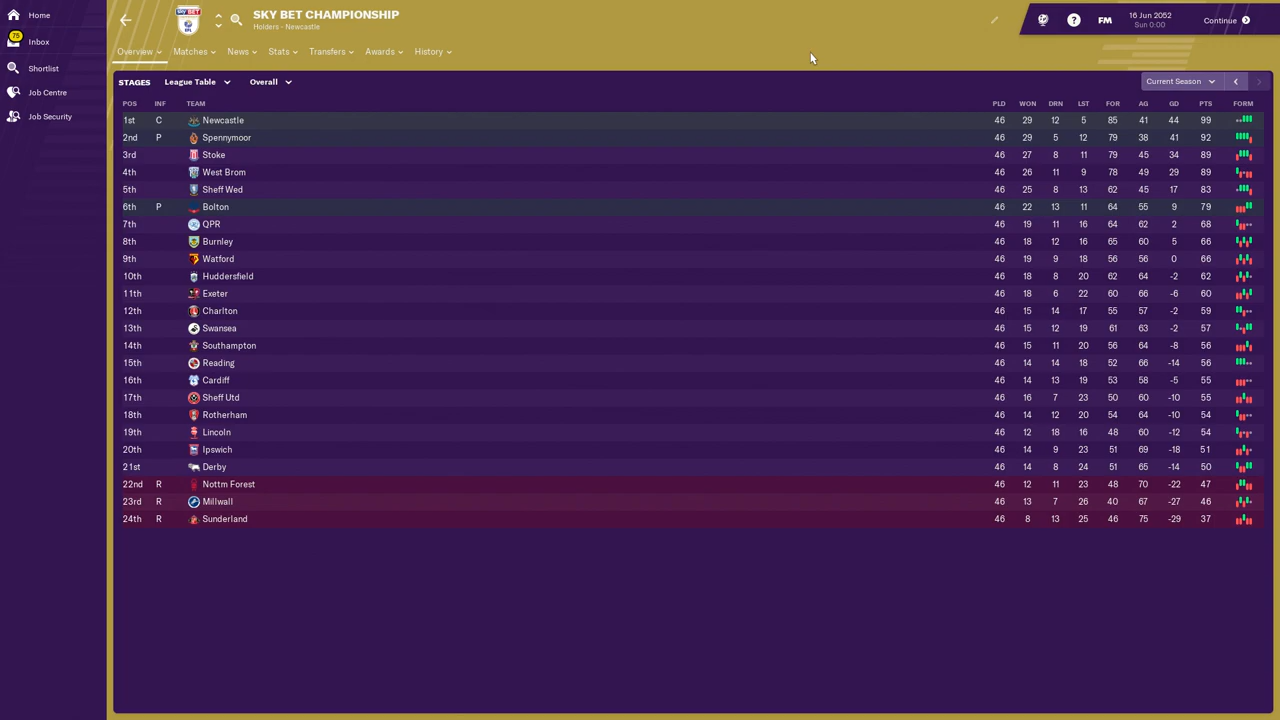 Home
75
Inbox
Shortlist
Job Centre
Job Security
SKY BET CHAMPIONSHIP
Holders - Newcastle
FM
16 Jun 2052
Sun 0:00
Continue
Overview Matches News Stats Transfers Awards History
STAGES League Table Overall Current Season
POS INF TEAM PLD WON DRN LST FOR AG GD PTS FORM
1st C Newcastle 46 29 12 5 85 41 44 99
2nd P Spennymoor 46 29 5 12 79 38 41 92
3rd Stoke 46 27 8 11 79 45 34 89
4th West Brom 46 26 11 9 78 49 29 89
5th Sheff Wed 46 25 8 13 62 45 17 83
6th P Bolton 46 22 13 11 64 55 9 79
7th QPR 46 19 11 16 64 62 2 68
8th Burnley 46 18 12 16 65 60 5 66
9th Watford 46 19 9 18 56 56 0 66
10th Huddersfield 46 18 8 20 62 64 -2 62
11th Exeter 46 18 6 22 60 66 -6 60
12th Charlton 46 15 14 17 55 57 -2 59
13th Swansea 46 15 12 19 61 63 -2 57
14th Southampton 46 15 11 20 56 64 -8 56
15th Reading 46 14 14 18 52 66 -14 56
16th Cardiff 46 14 13 19 53 58 -5 55
17th Sheff Utd 46 16 7 23 50 60 -10 55
18th Rotherham 46 14 12 20 54 64 -10 54
19th Lincoln 46 12 18 16 48 60 -12 54
20th Ipswich 46 14 9 23 51 69 -18 51
21st Derby 46 14 8 24 51 65 -14 50
22nd R Nottm Forest 46 12 11 23 48 70 -22 47
23rd R Millwall 46 13 7 26 40 67 -27 46
24th R Sunderland 46 8 13 25 46 75 -29 37